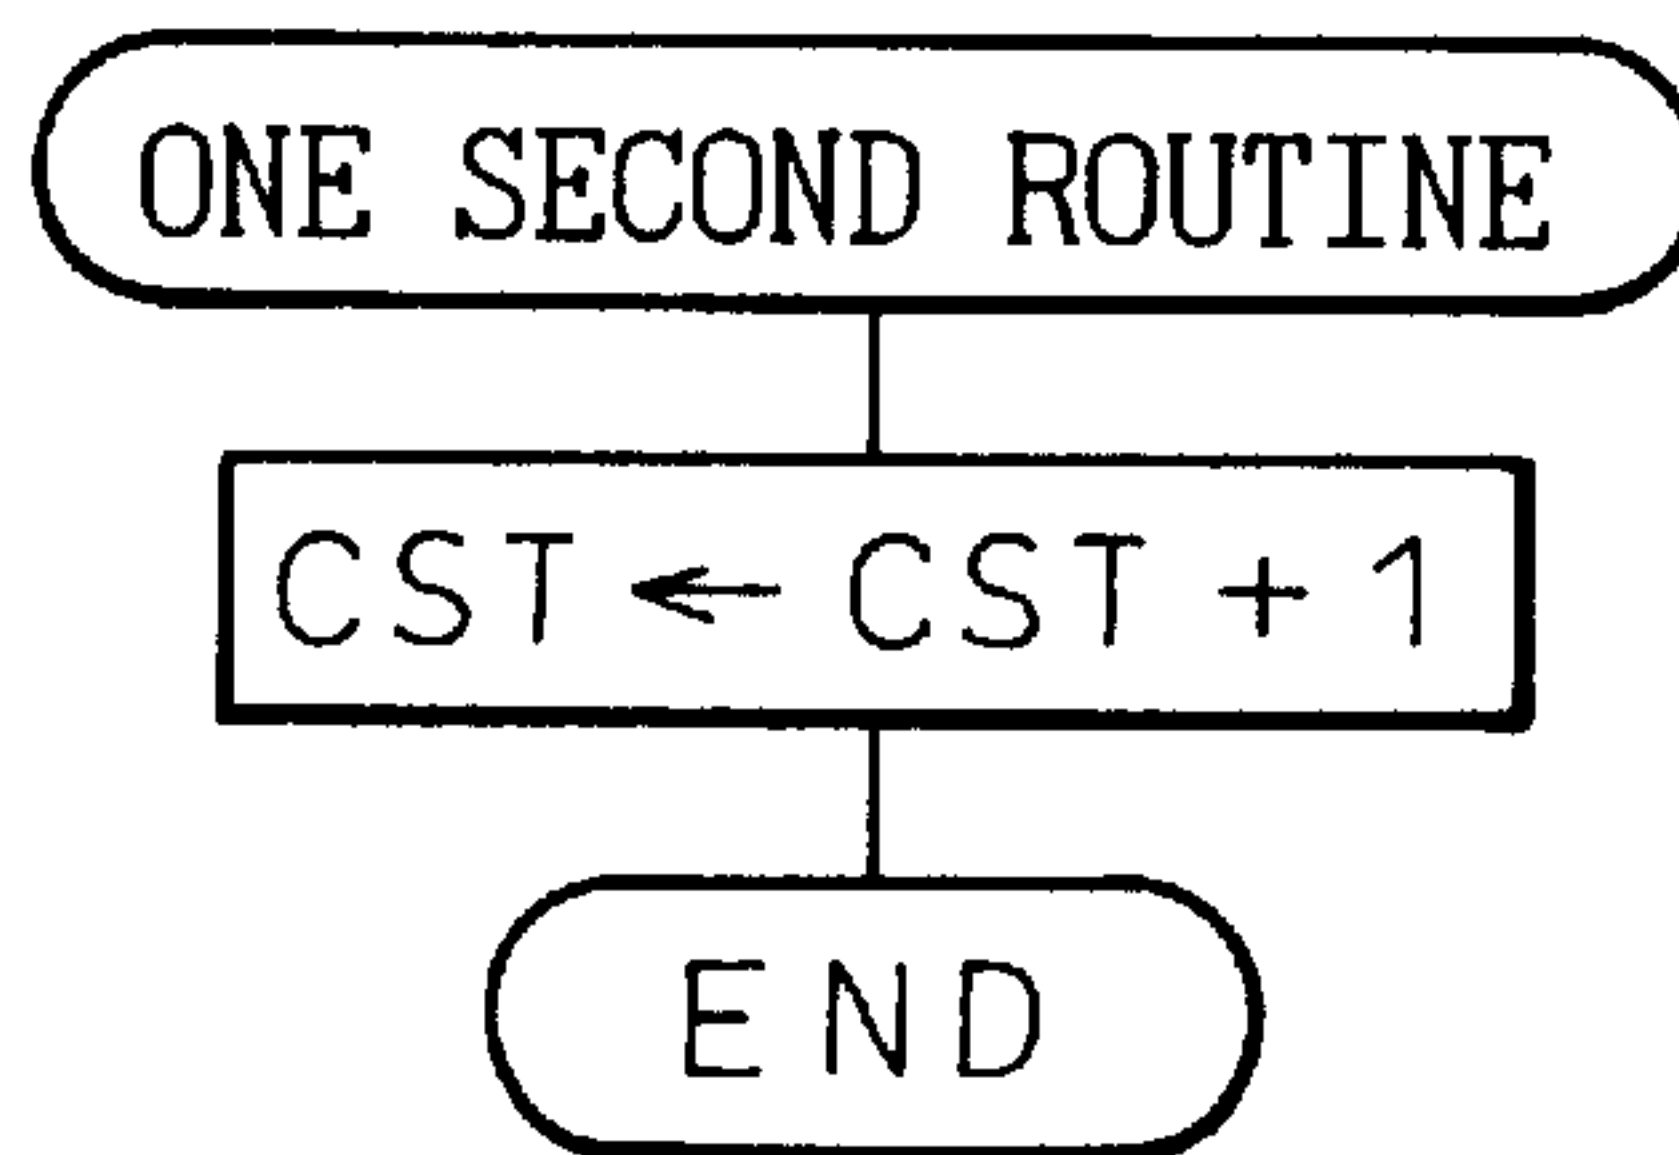 ONE SECOND ROUTINE
CST ← CST + 1
END